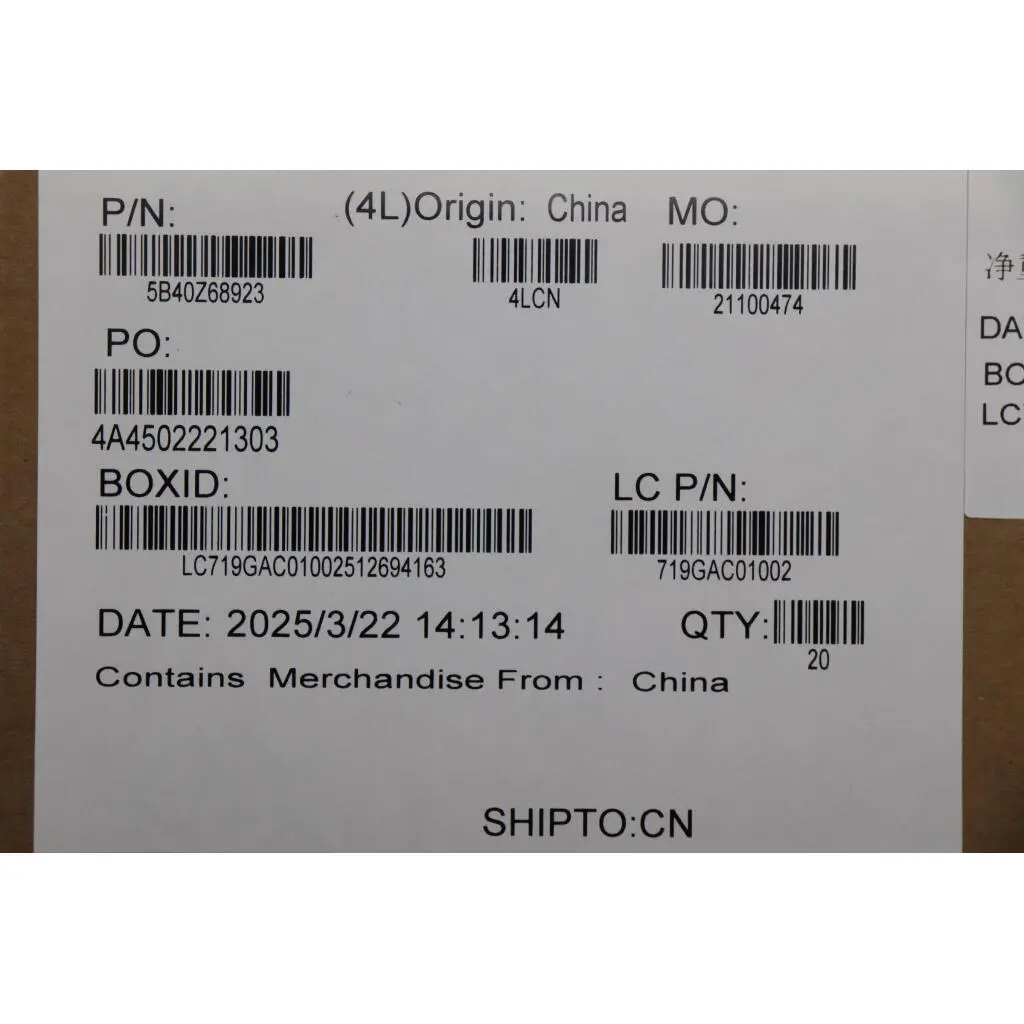 P/N: (4L)Origin: China MO:
5B40Z68923 4LCN 21100474
PO:
4A4502221303
BOXID: LC P/N:
LC719GAC01002512694163 719GAC01002
DATE: 2025/3/22 14:13:14 QTY:
20
Contains Merchandise From : China
SHIPTO:CN
净
DA
BO
LC